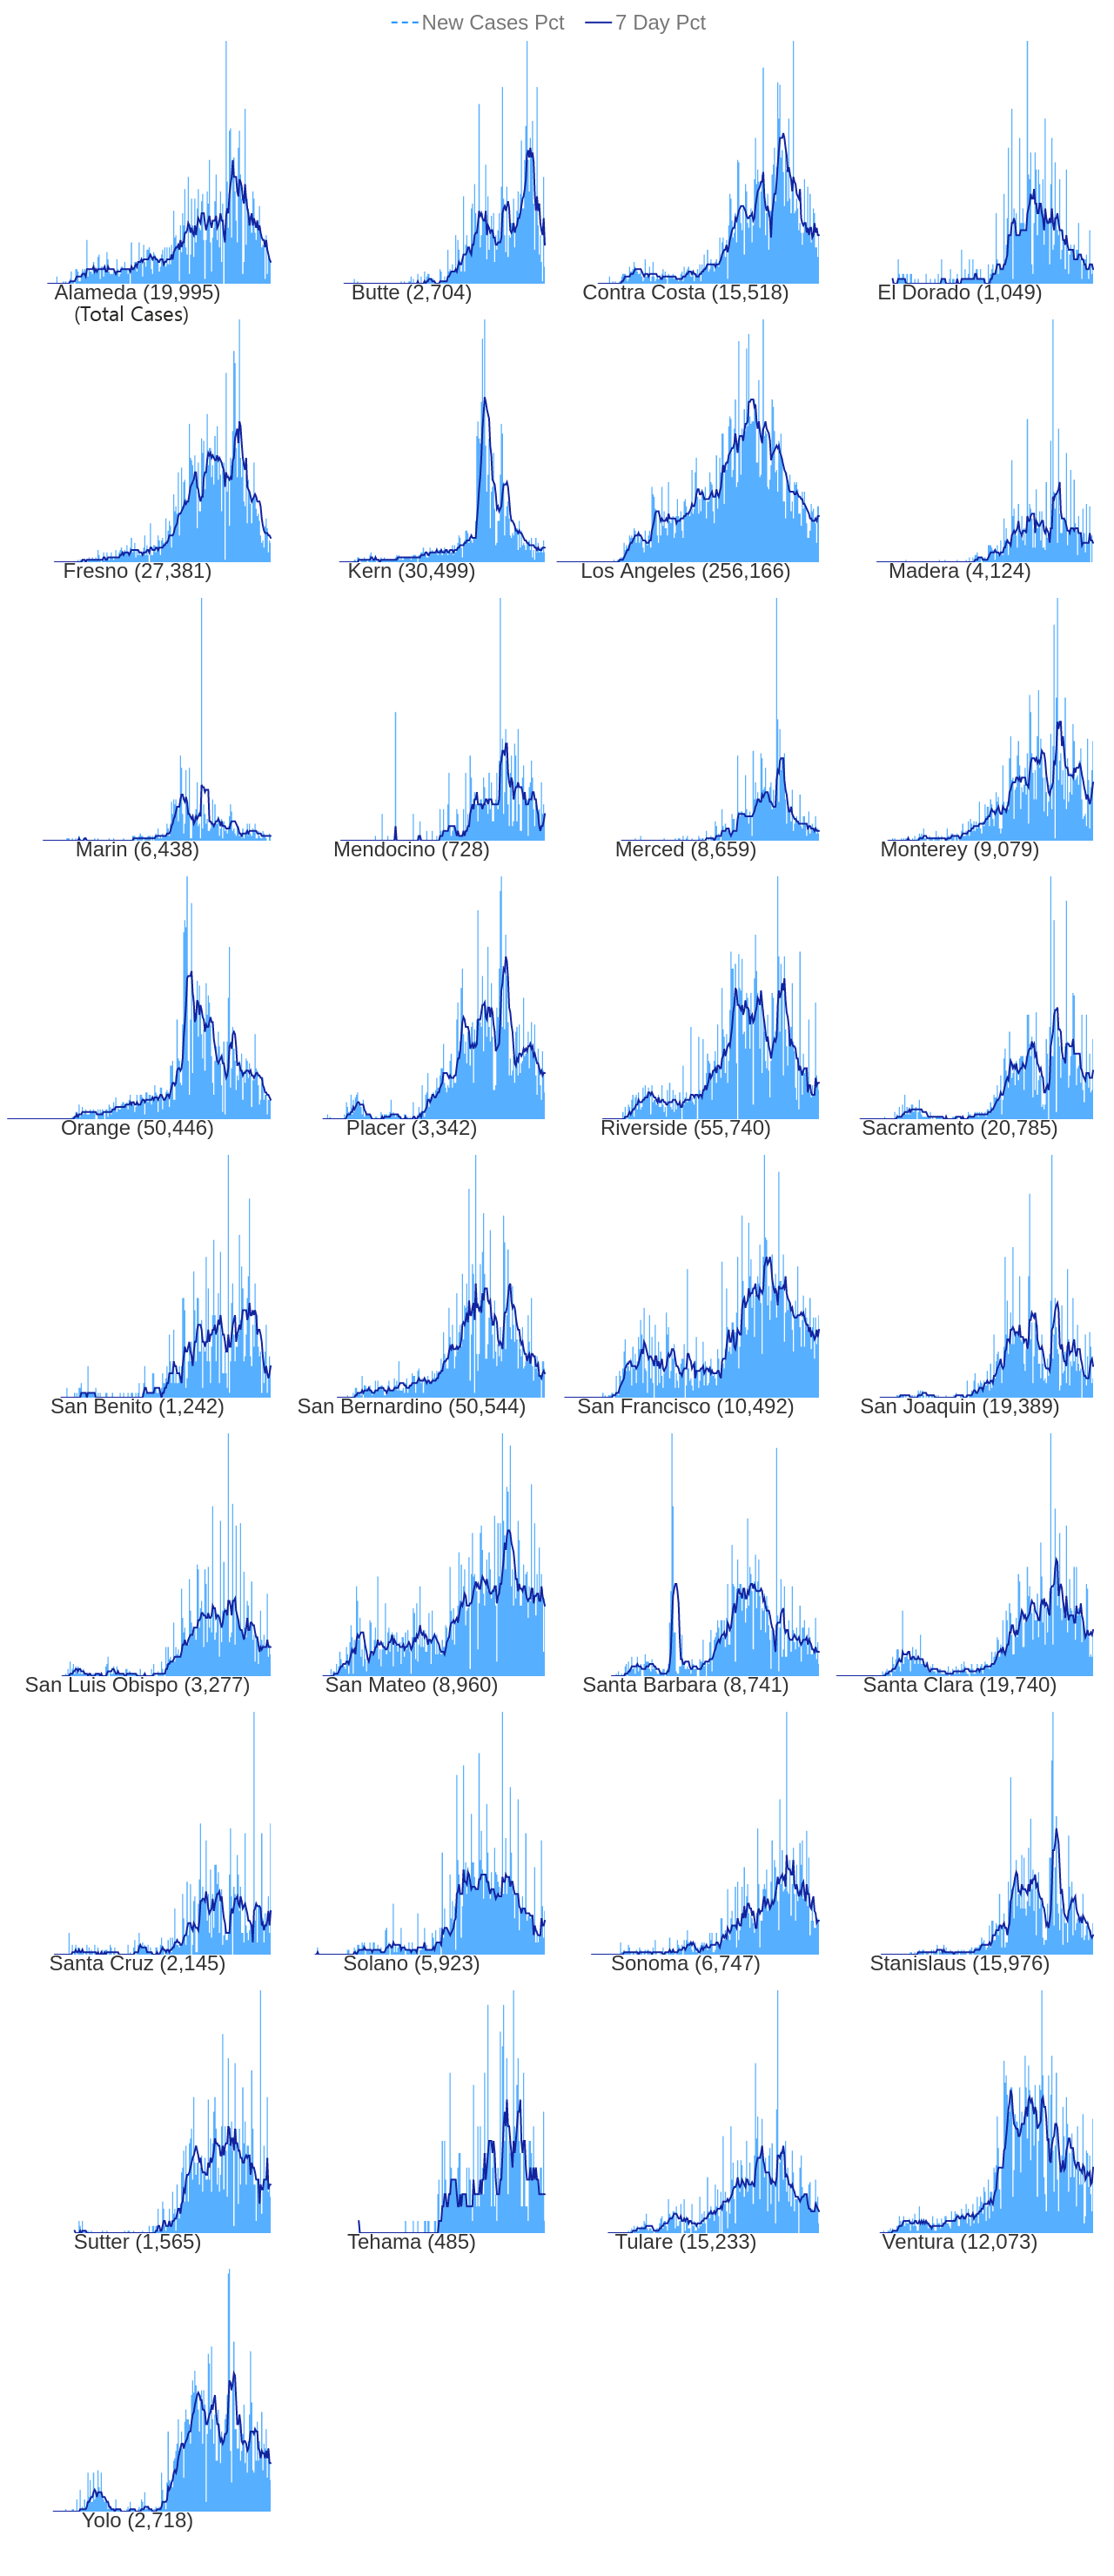 New Cases Pct 7 Day Pct
Alameda (19,995) Butte (2,704) Contra Costa (15,518) El Dorado (1,049)
(Total Cases)
Fresno (27,381) Kern (30,499) Los Angeles (256,166) Madera (4,124)
Marin (6,438) Mendocino (728) Merced (8,659) Monterey (9,079)
Orange (50,446) Placer (3,342) Riverside (55,740) Sacramento (20,785)
San Benito (1,242) San Bernardino (50,544) San Francisco (10,492) San Joaquin (19,389)
San Luis Obispo (3,277) San Mateo (8,960) Santa Barbara (8,741) Santa Clara (19,740)
Santa Cruz (2,145) Solano (5,923) Sonoma (6,747) Stanislaus (15,976)
Sutter (1,565) Tehama (485) Tulare (15,233) Ventura (12,073)
Yolo (2,718)